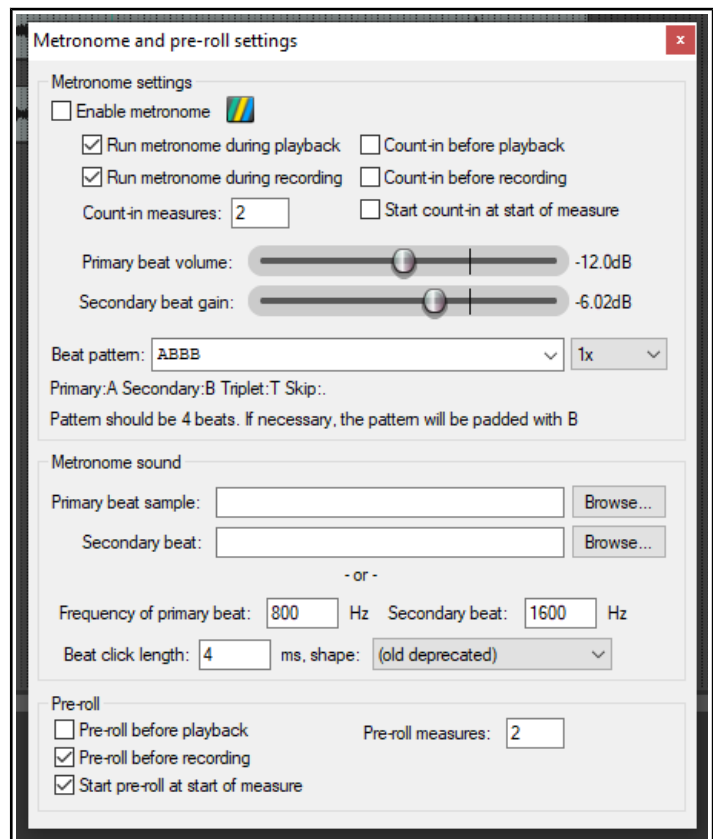 Metronome and pre-roll settings x
Metronome settings
Enable metronome
Run metronome during playback Count-in before playback
Run metronome during recording Count-in before recording
Count-in measures: 2 Start count-in at start of measure
Primary beat volume: -12.0dB
Secondary beat gain: -6.02dB
Beat pattern: ABBB 1x
Primary:A Secondary:B Triplet:T Skip:.
Pattern should be 4 beats. If necessary, the pattern will be padded with B
Metronome sound
Primary beat sample: Browse...
Secondary beat: Browse...
- or -
Frequency of primary beat: 800 Hz Secondary beat: 1600 Hz
Beat click length: 4 ms, shape: (old deprecated)
Pre-roll
Pre-roll before playback Pre-roll measures: 2
Pre-roll before recording
Start pre-roll at start of measure